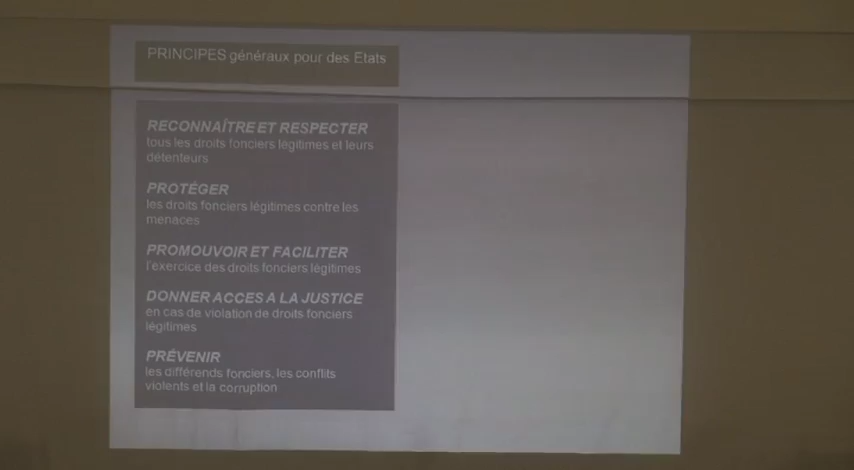 PRINCIPES généraux pour des Etats
RECONNAÎTRE ET RESPECTER
tous les droits fonciers légitimes et leurs
détenteurs
PROTÉGER
les droits fonciers légitimes contre les
menaces
PROMOUVOIR ET FACILITER
l'exercice des droits fonciers légitimes
DONNER ACCES A LA JUSTICE
en cas de violation de droits fonciers
légitimes
PRÉVENIR
les différends fonciers, les conflits
violents et la corruption